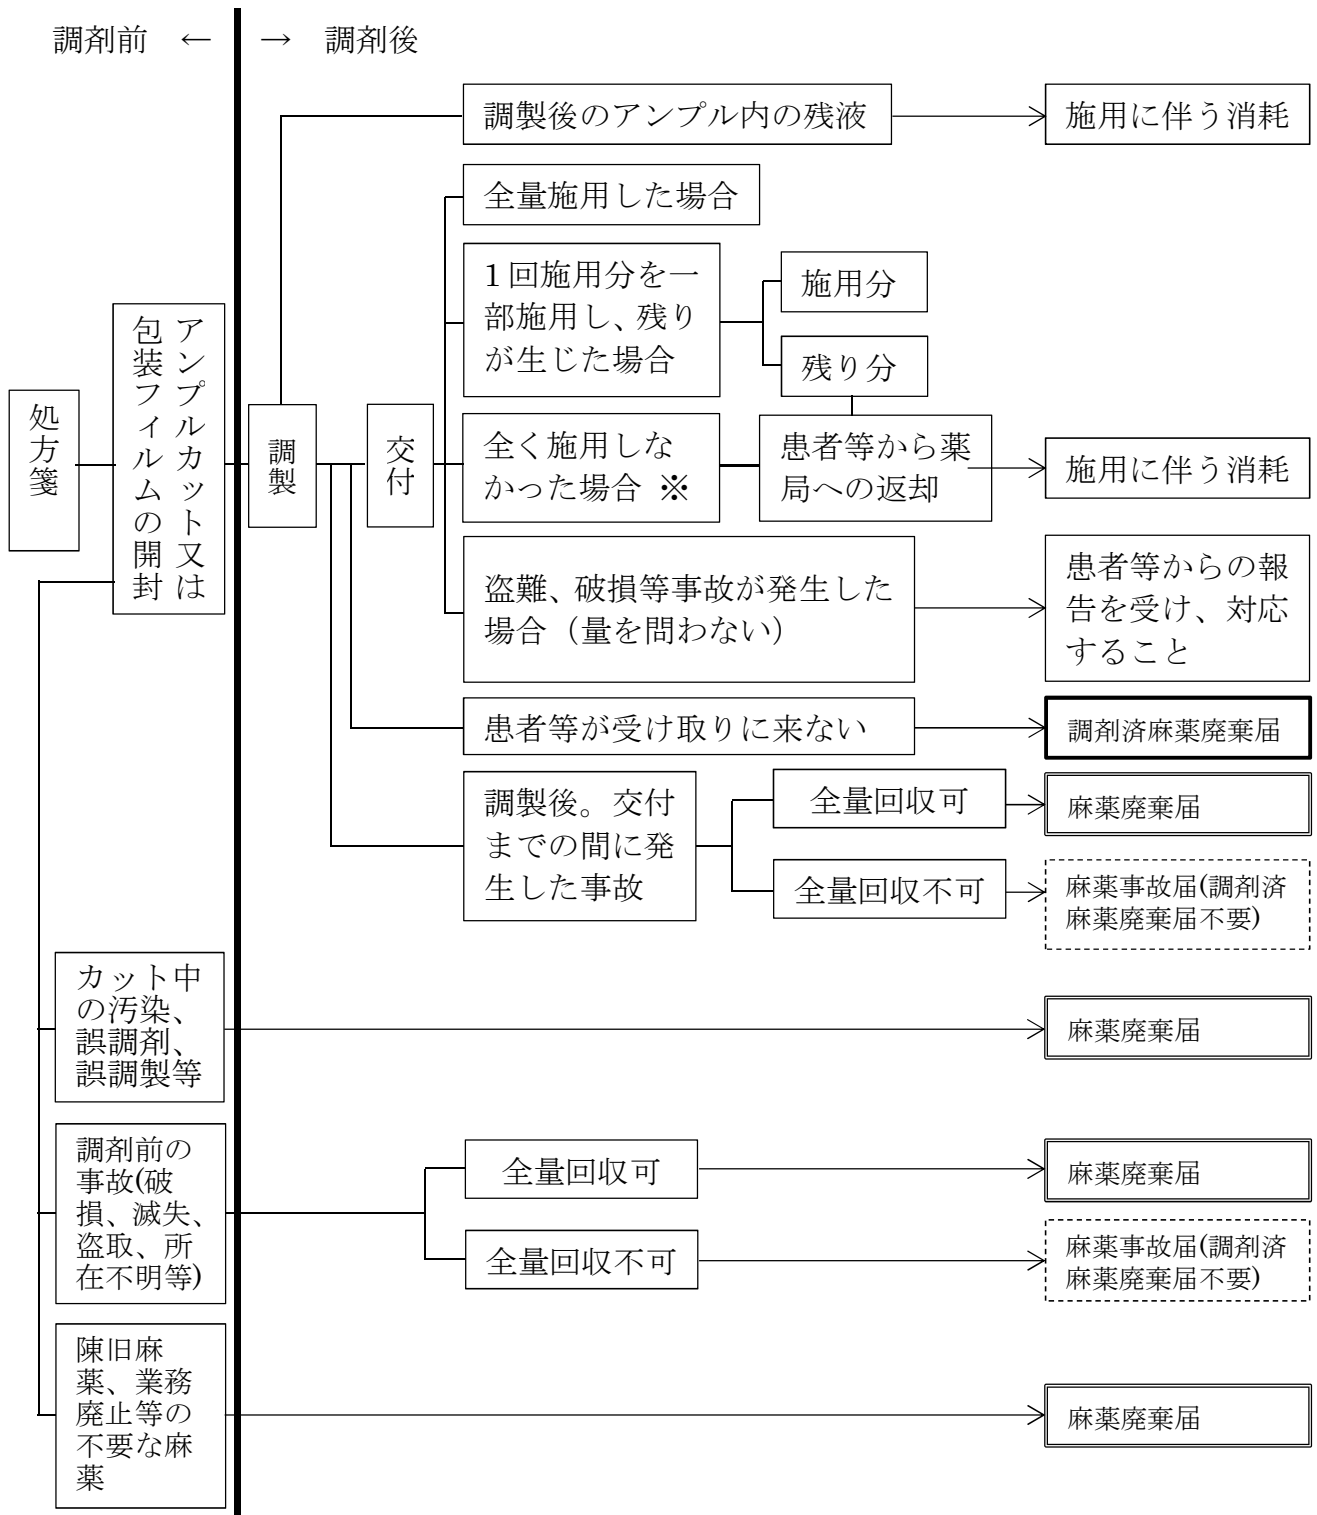 調剤前 ← → 調剤後
調製後のアンプル内の残液
施用に伴う消耗
全量施用した場合
1回施用分を一
部施用し、残り
が生じた場合
施用分
残り分
処方箋
アンプルカット又は
包装フィルムの開封
調製
交付
全く施用しな
かった場合 ※
患者等から薬
局への返却
施用に伴う消耗
盗難、破損等事故が発生した
場合（量を問わない）
患者等からの報
告を受け、対応
すること
患者等が受け取りに来ない
調剤済麻薬廃棄届
調製後。交付
までの間に発
生した事故
全量回収可
麻薬廃棄届
全量回収不可
麻薬事故届(調剤済
麻薬廃棄届不要)
カット中
の汚染、
誤調剤、
誤調製等
麻薬廃棄届
調剤前の
事故(破
損、滅失、
盗取、所
在不明等)
全量回収可
麻薬廃棄届
全量回収不可
麻薬事故届(調剤済
麻薬廃棄届不要)
陳旧麻
薬、業務
廃止等の
不要な麻
薬
麻薬廃棄届